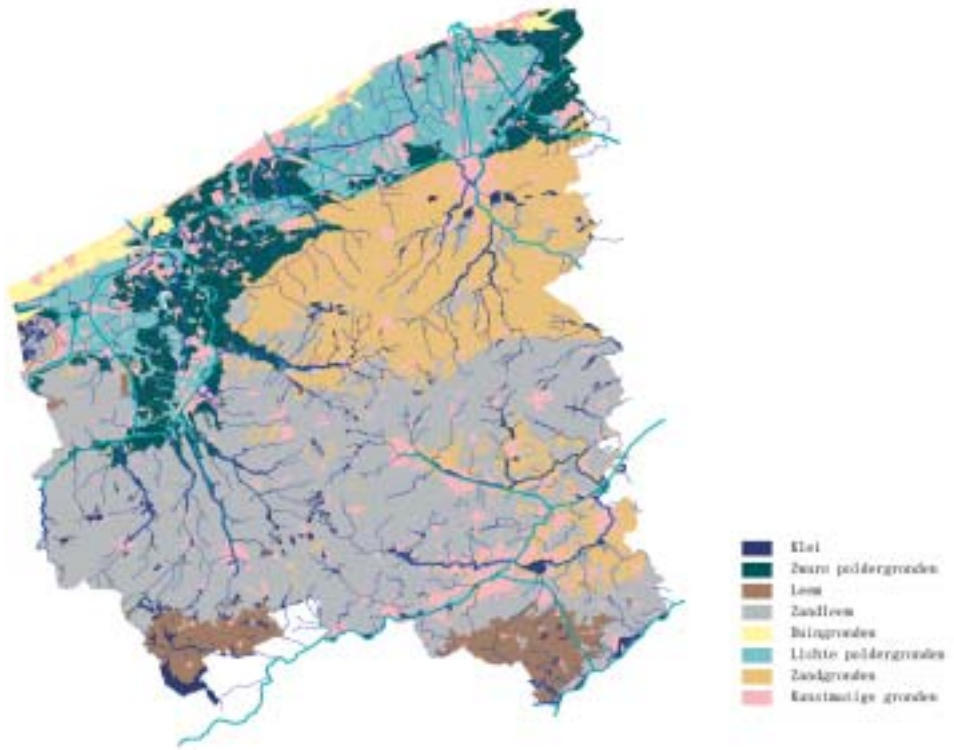 Klei
Zware poldergronden
Leem
Zandleem
Duingronden
Lichte poldergronden
Zandgronden
Kunstmatige gronden